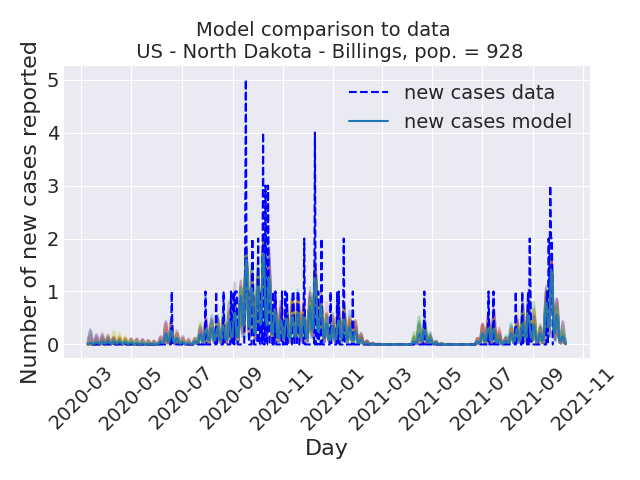 Model comparison to data
US - North Dakota - Billings, pop. = 928
Number of new cases reported
5
4
3
2
1
0
new cases data
new cases model
2020-03
2020-05
2020-07
2020-09
2020-11
2021-01
2021-03
2021-05
2021-07
2021-09
2021-11
Day